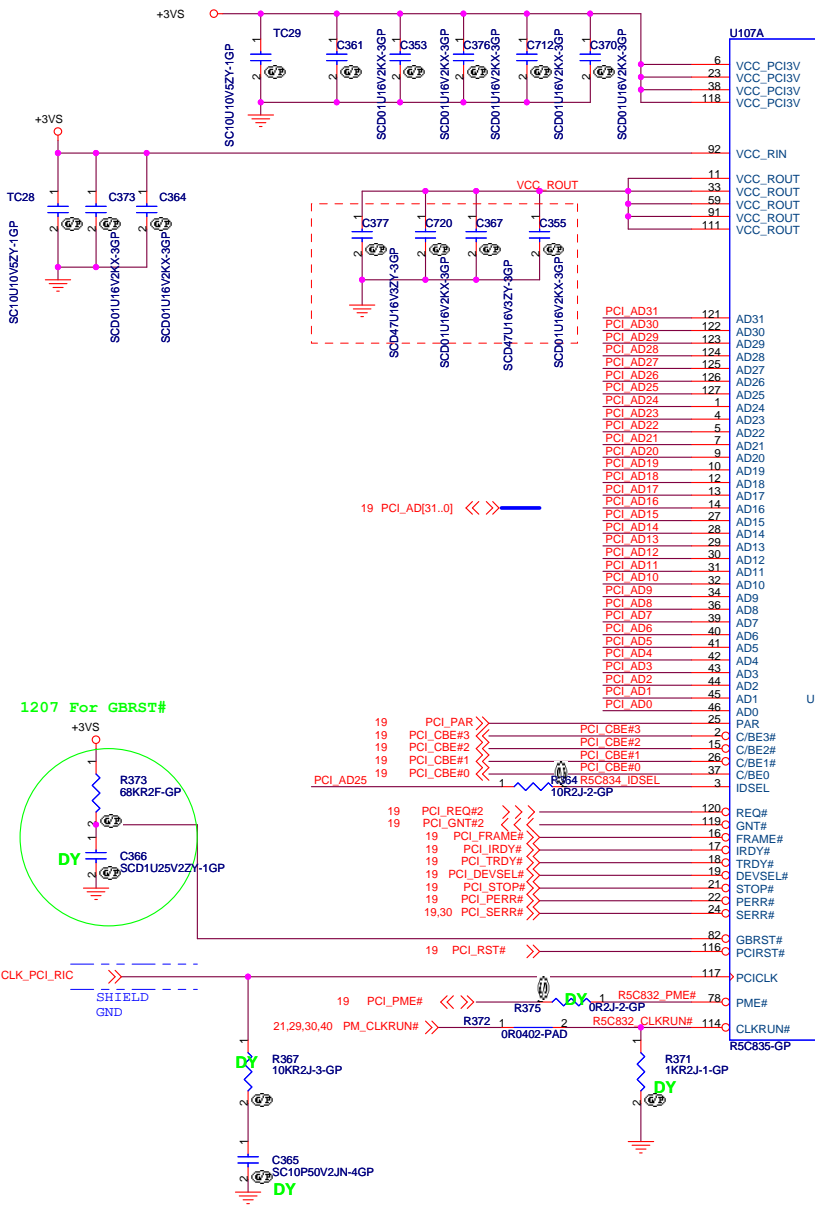 +3VS
TC29
C361
C353
C376
C712
C370
U107A
SC10U10V5ZY-1GP
SCD01U16V2KX-3GP
SCD01U16V2KX-3GP
SCD01U16V2KX-3GP
SCD01U16V2KX-3GP
SCD01U16V2KX-3GP
6 VCC_PCI3V
23 VCC_PCI3V
38 VCC_PCI3V
118 VCC_PCI3V
+3VS
92 VCC_RIN
TC28
C373
C364
SC10U10V5ZY-1GP
SCD01U16V2KX-3GP
SCD01U16V2KX-3GP
VCC_ROUT
11 VCC_ROUT
33 VCC_ROUT
59 VCC_ROUT
91 VCC_ROUT
111 VCC_ROUT
C377
C720
C367
C355
SCD47U16V3ZY-3GP
SCD01U16V2KX-3GP
SCD47U16V3ZY-3GP
SCD01U16V2KX-3GP
PCI_AD31 121 AD31
PCI_AD30 122 AD30
PCI_AD29 123 AD29
PCI_AD28 124 AD28
PCI_AD27 125 AD27
PCI_AD26 126 AD26
PCI_AD25 127 AD25
PCI_AD24 1 AD24
PCI_AD23 4 AD23
PCI_AD22 5 AD22
PCI_AD21 7 AD21
PCI_AD20 9 AD20
PCI_AD19 10 AD19
PCI_AD18 12 AD18
PCI_AD17 13 AD17
PCI_AD16 14 AD16
19 PCI_AD[31..0]
PCI_AD15 27 AD15
PCI_AD14 28 AD14
PCI_AD13 29 AD13
PCI_AD12 30 AD12
PCI_AD11 31 AD11
PCI_AD10 32 AD10
PCI_AD9 34 AD9
PCI_AD8 36 AD8
PCI_AD7 39 AD7
PCI_AD6 40 AD6
PCI_AD5 41 AD5
PCI_AD4 42 AD4
PCI_AD3 43 AD3
PCI_AD2 44 AD2
PCI_AD1 45 AD1
PCI_AD0 46 AD0
U
19 PCI_PAR 25 PAR
19 PCI_CBE#3 PCI_CBE#3 2 C/BE3#
19 PCI_CBE#2 PCI_CBE#2 15 C/BE2#
19 PCI_CBE#1 PCI_CBE#1 26 C/BE1#
19 PCI_CBE#0 PCI_CBE#0 37 C/BE0
PCI_AD25 1 R364 R5C834_IDSEL 3 IDSEL
10R2J-2-GP
19 PCI_REQ#2 120 REQ#
19 PCI_GNT#2 119 GNT#
19 PCI_FRAME# 16 FRAME#
19 PCI_IRDY# 17 IRDY#
19 PCI_TRDY# 18 TRDY#
19 PCI_DEVSEL# 19 DEVSEL#
19 PCI_STOP# 21 STOP#
19 PCI_PERR# 22 PERR#
19,30 PCI_SERR# 24 SERR#
82 GBRST#
19 PCI_RST# 116 PCIRST#
1207 For GBRST#
+3VS
R373
68KR2F-GP
DY
C366
SCD1U25V2ZY-1GP
CLK_PCI_RIC
SHIELD
GND
117 PCICLK
19 PCI_PME# R375 DY 1 R5C832_PME# 78 PME#
0R2J-2-GP
21,29,30,40 PM_CLKRUN# R372 1 2 R5C832_CLKRUN# 114 CLKRUN#
0R0402-PAD
R5C835-GP
DY
R367
10KR2J-3-GP
R371
1KR2J-1-GP
DY
C365
SC10P50V2JN-4GP
DY